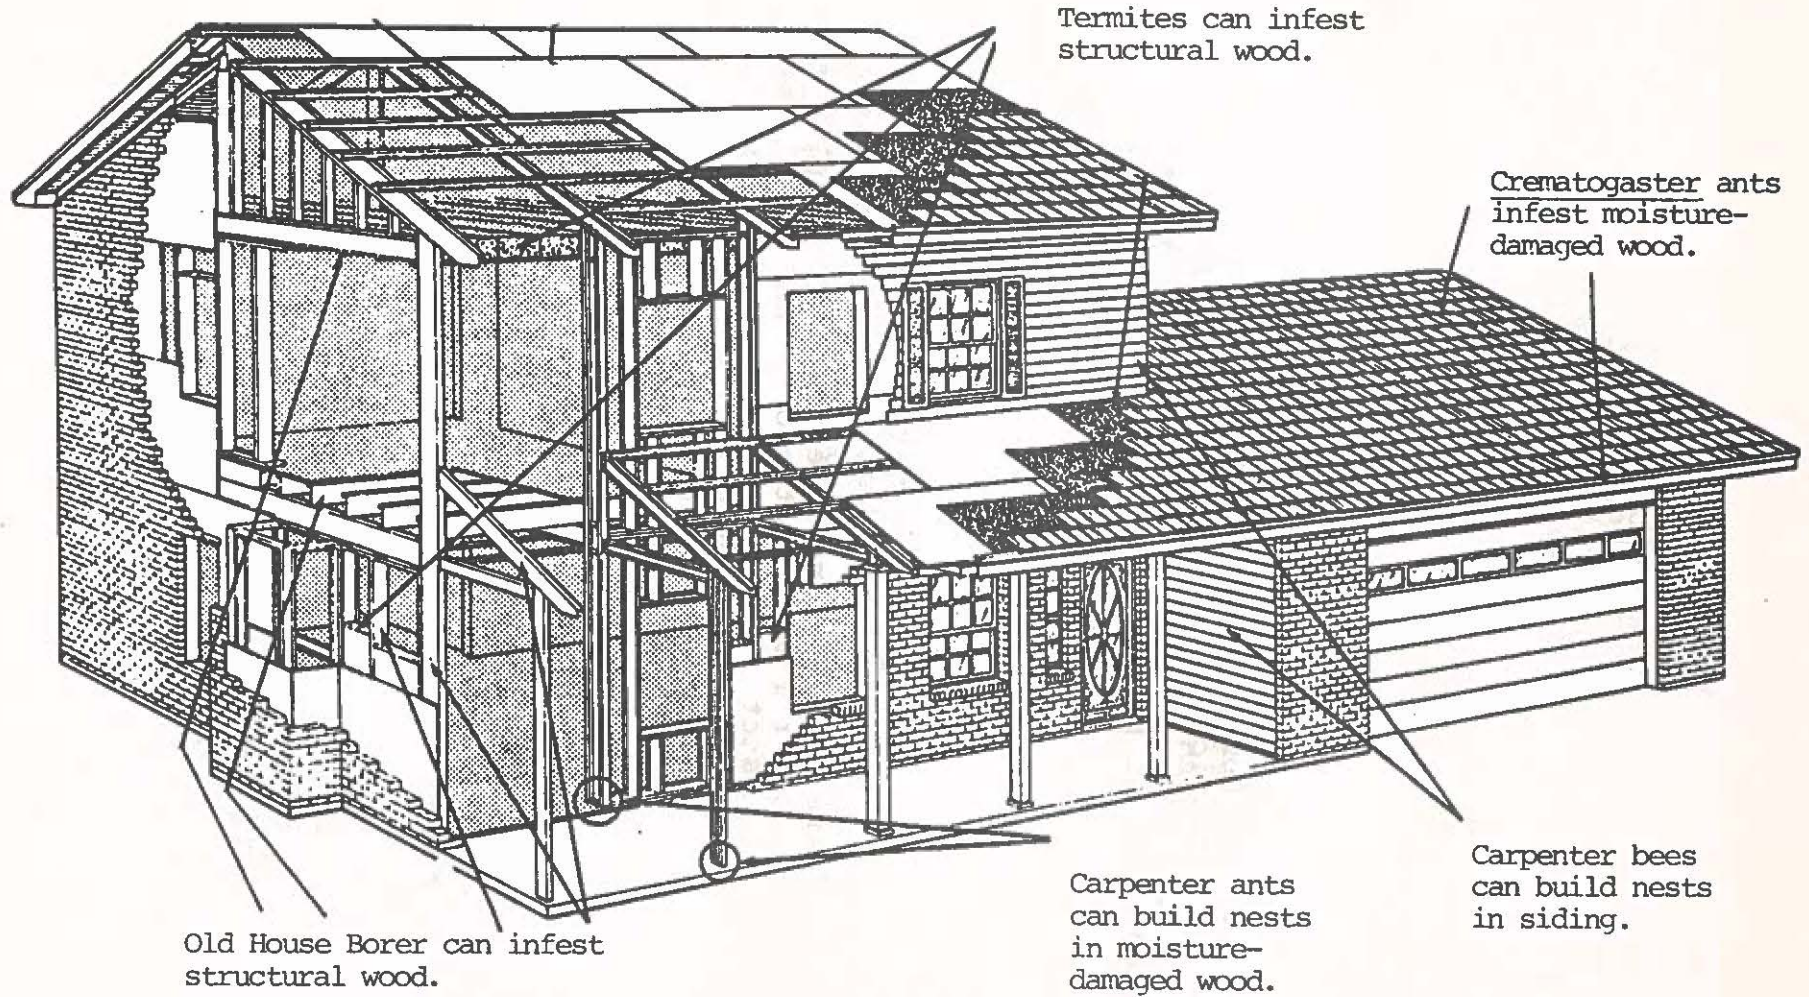 Termites can infest
structural wood.
Crematogaster ants
infest moisture-
damaged wood.
Carpenter bees
can build nests
in siding.
Carpenter ants
can build nests
in moisture-
damaged wood.
Old House Borer can infest
structural wood.